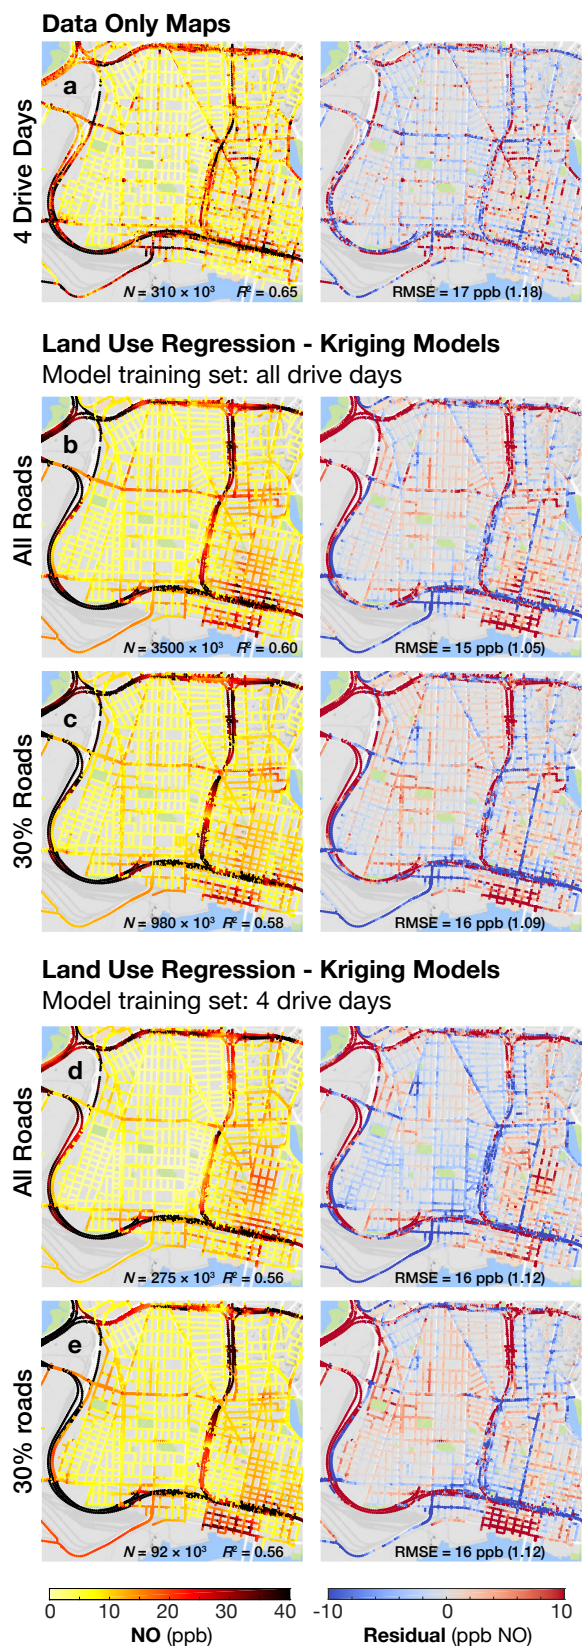 Data Only Maps
4 Drive Days
a
N = 310 × 10³ R² = 0.65
RMSE = 17 ppb (1.18)
Land Use Regression - Kriging Models
Model training set: all drive days
All Roads
b
N = 3500 × 10³ R² = 0.60
RMSE = 15 ppb (1.05)
30% Roads
c
N = 980 × 10³ R² = 0.58
RMSE = 16 ppb (1.09)
Land Use Regression - Kriging Models
Model training set: 4 drive days
All Roads
d
N = 275 × 10³ R² = 0.56
RMSE = 16 ppb (1.12)
30% roads
e
N = 92 × 10³ R² = 0.56
RMSE = 16 ppb (1.12)
0 10 20 30 40
NO (ppb)
-10 0 10
Residual (ppb NO)